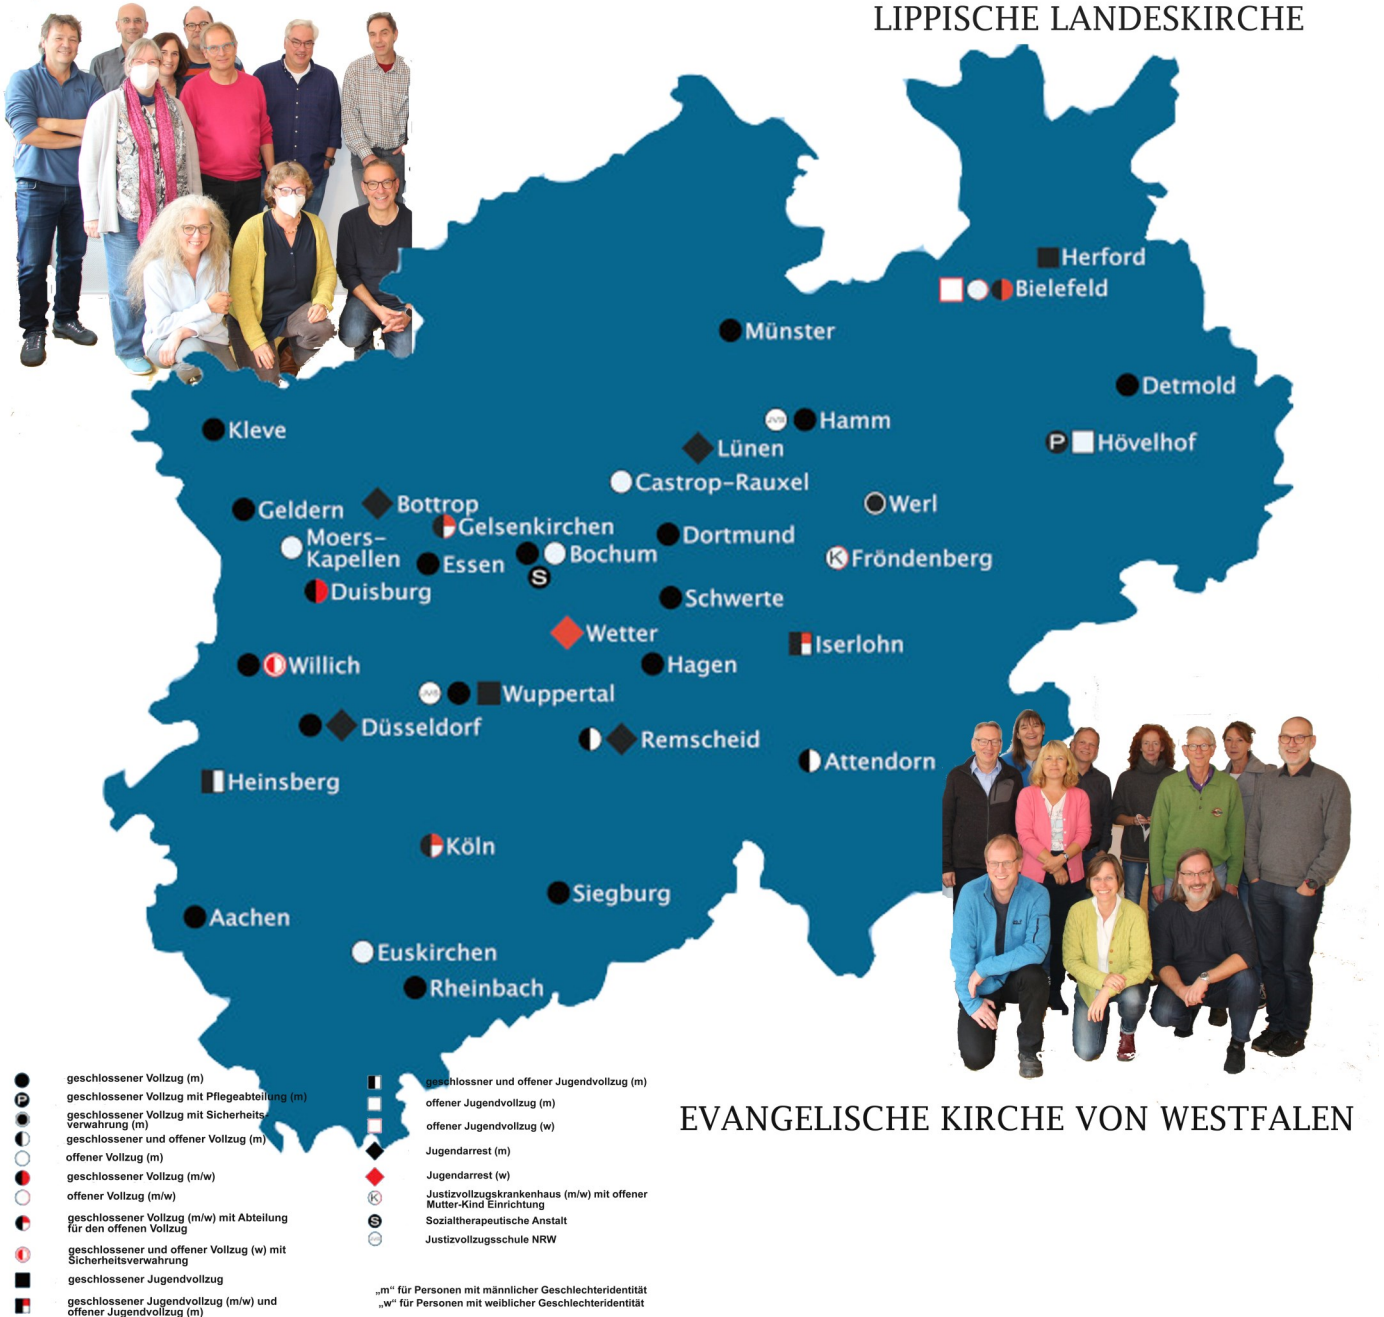 LIPPISCHE LANDESKIRCHE
Herford
Bielefeld
Münster
Detmold
Kleve
JVS
Hamm
P
Hövelhof
Lünen
Castrop-Rauxel
Geldern
Bottrop
Werl
Gelsenkirchen
Moers-
Kapellen
Essen
Bochum
S
Dortmund
K
Fröndenberg
Duisburg
Schwerte
Wetter
Iserlohn
Willich
Hagen
JVS
Wuppertal
Düsseldorf
Remscheid
Attendorn
Heinsberg
Köln
Siegburg
Aachen
Euskirchen
Rheinbach
EVANGELISCHE KIRCHE VON WESTFALEN
geschlossener Vollzug (m)
P
geschlossener Vollzug mit Pflegeabteilung (m)
geschlossener Vollzug mit Sicherheits-
verwahrung (m)
geschlossener und offener Vollzug (m)
offener Vollzug (m)
geschlossener Vollzug (m/w)
offener Vollzug (m/w)
geschlossener Vollzug (m/w) mit Abteilung
für den offenen Vollzug
geschlossener und offener Vollzug (w) mit
Sicherheitsverwahrung
geschlossener Jugendvollzug
geschlossener Jugendvollzug (m/w) und
offener Jugendvollzug (m)
geschlossner und offener Jugendvollzug (m)
offener Jugendvollzug (m)
offener Jugendvollzug (w)
Jugendarrest (m)
Jugendarrest (w)
K
Justizvollzugskrankenhaus (m/w) mit offener
Mutter-Kind Einrichtung
S
Sozialtherapeutische Anstalt
JVS
Justizvollzugsschule NRW
„m“ für Personen mit männlicher Geschlechteridentität
„w“ für Personen mit weiblicher Geschlechteridentität